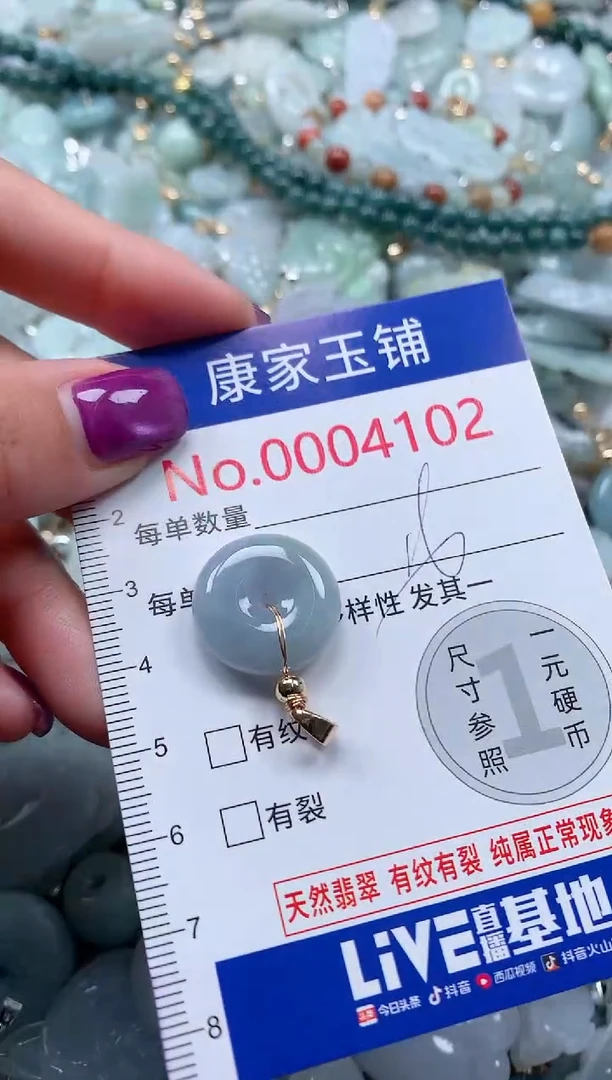 康家玉铺
No.0004102
2
每单数量
3
每单 样性 发其一
4
尺寸参照
1
一元硬币
5
有纹
6
有裂
天然翡翠 有纹有裂 纯属正常现象
7
LiVE直播基地
今日头条 抖音 西瓜视频 抖音火山
8